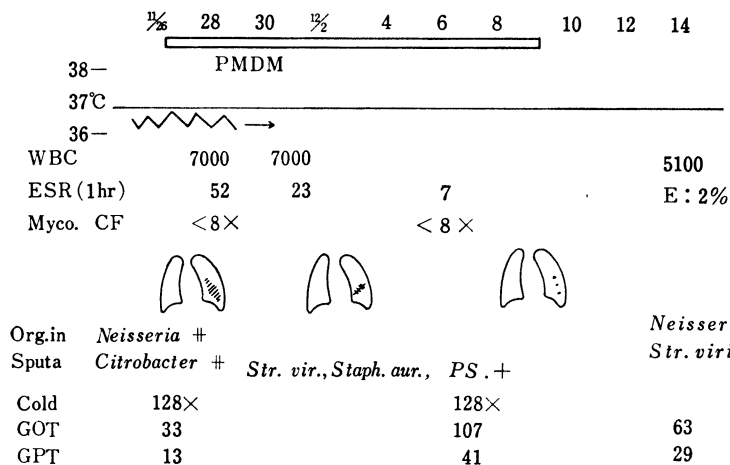 11/26 28 30 12/2 4 6 8 10 12 14
PMDM
38—
37℃
36—
WBC 7000 7000 5100
ESR(1hr) 52 23 7 E:2%
Myco. CF <8× <8×
Org.in Neisseria ⧺ Neisser
Sputa Citrobacter ⧺ Str. vir., Staph. aur., PS.+ Str. viri
Cold 128× 128×
GOT 33 107 63
GPT 13 41 29